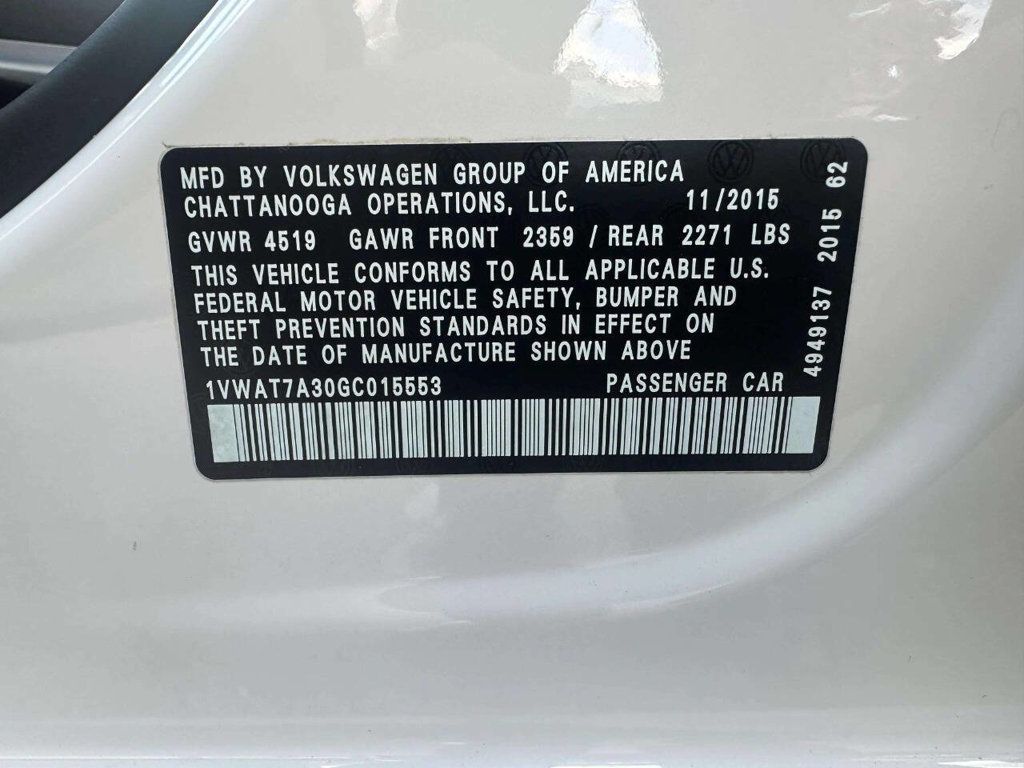 MFD BY VOLKSWAGEN GROUP OF AMERICA
CHATTANOOGA OPERATIONS, LLC. 11/2015
GVWR 4519 GAWR FRONT 2359 / REAR 2271 LBS
THIS VEHICLE CONFORMS TO ALL APPLICABLE U.S.
FEDERAL MOTOR VEHICLE SAFETY, BUMPER AND
THEFT PREVENTION STANDARDS IN EFFECT ON
THE DATE OF MANUFACTURE SHOWN ABOVE
1VWAT7A30GC015553 PASSENGER CAR
4949137 2015 62